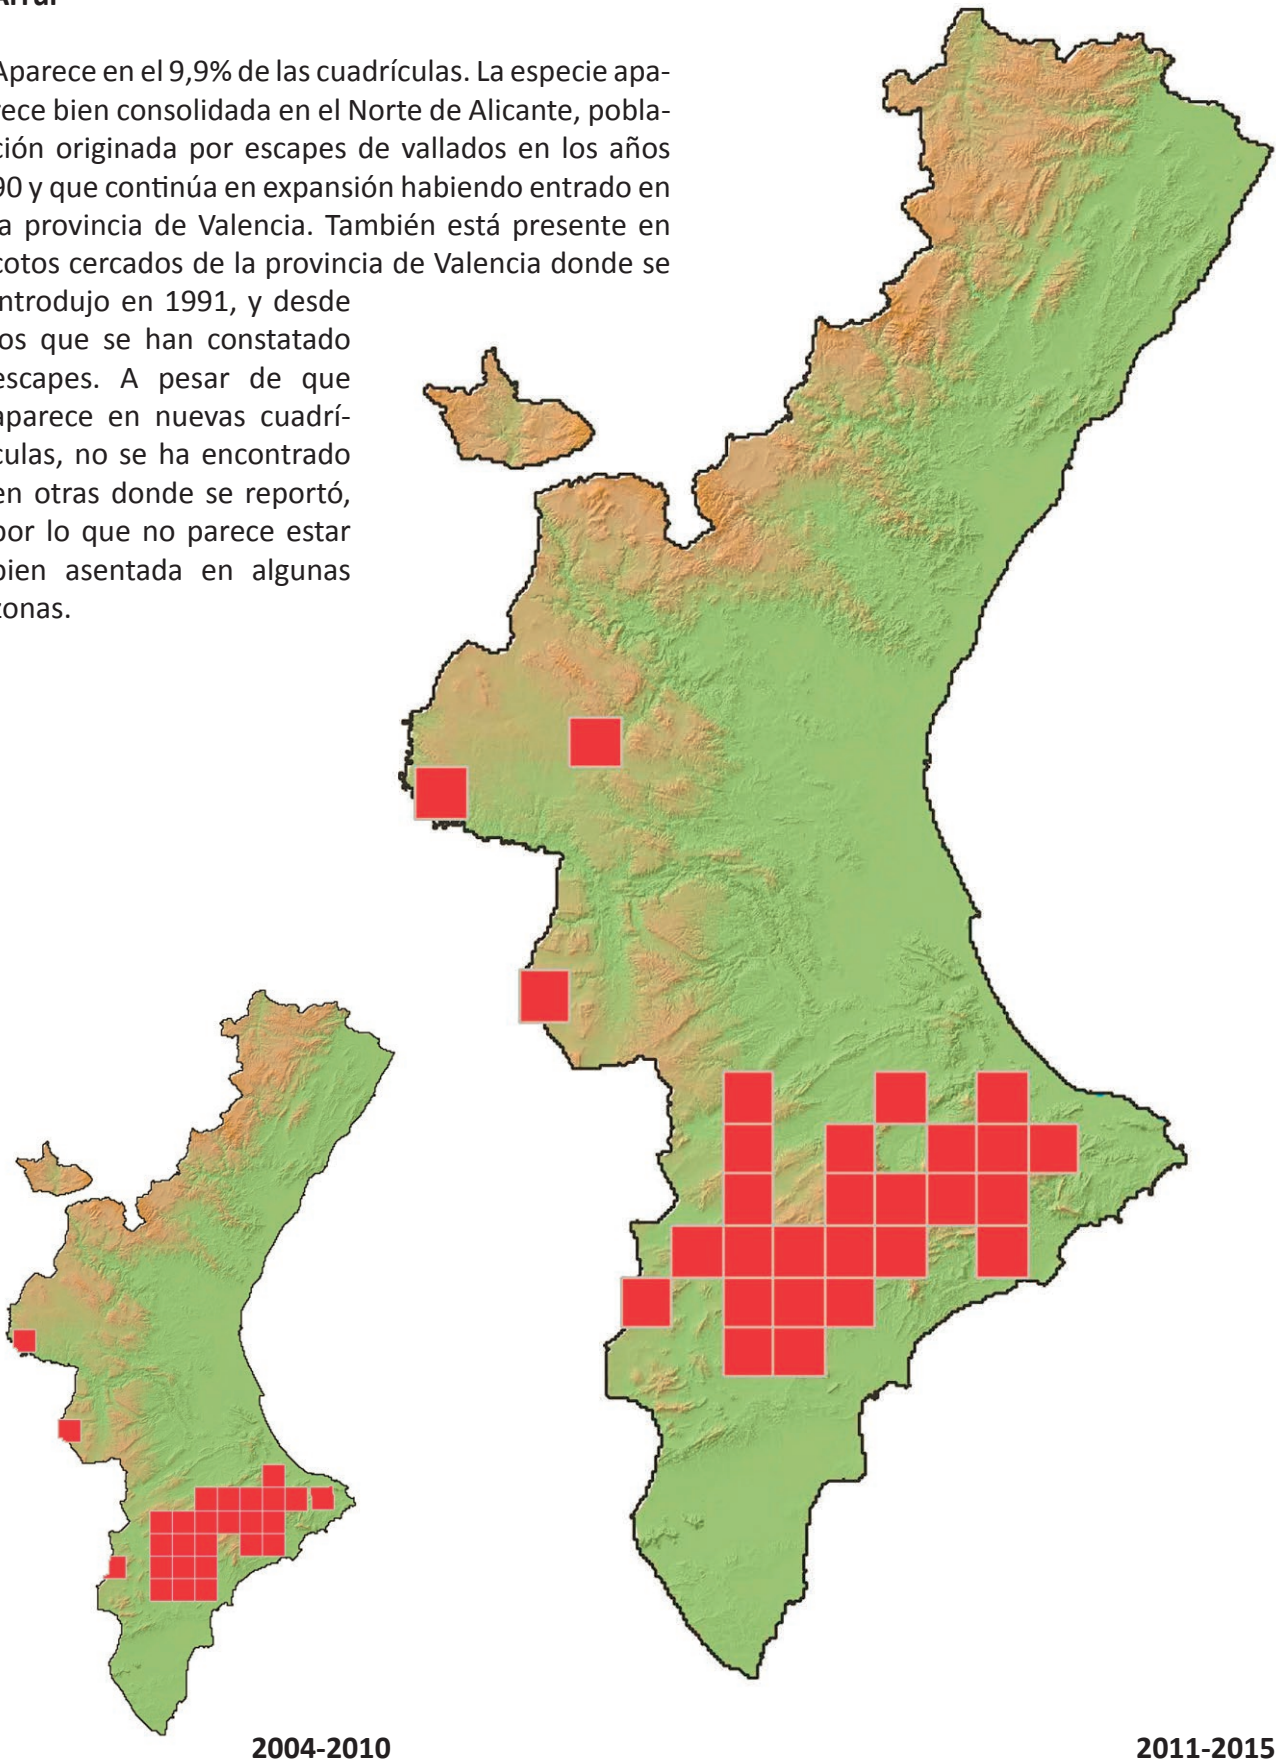 Arruí
Aparece en el 9,9% de las cuadrículas. La especie apa-
rece bien consolidada en el Norte de Alicante, pobla-
ción originada por escapes de vallados en los años
90 y que continúa en expansión habiendo entrado en
la provincia de Valencia. También está presente en
cotos cercados de la provincia de Valencia donde se
introdujo en 1991, y desde
los que se han constatado
escapes. A pesar de que
aparece en nuevas cuadrí-
culas, no se ha encontrado
en otras donde se reportó,
por lo que no parece estar
bien asentada en algunas
zonas.
2004-2010
2011-2015